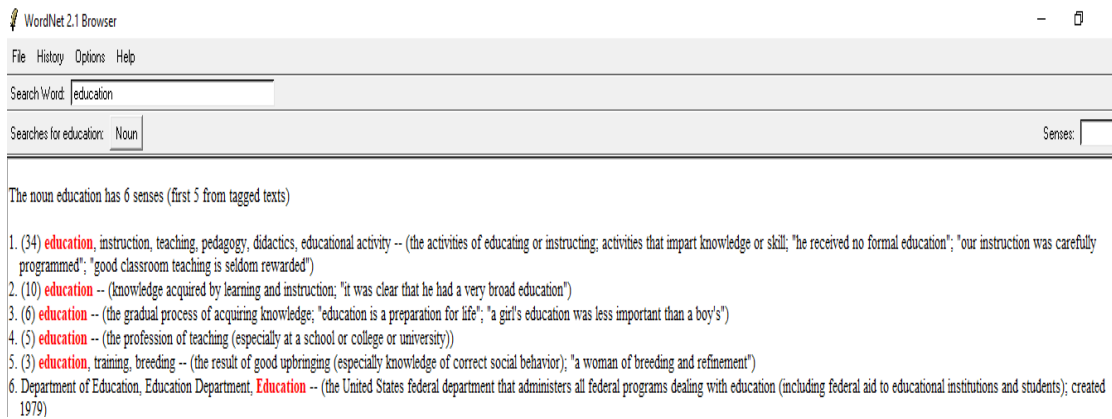 WordNet 2.1 Browser
File History Options Help
Search Word: education
Searches for education: Noun Senses:
The noun education has 6 senses (first 5 from tagged texts)
1. (34) education, instruction, teaching, pedagogy, didactics, educational activity -- (the activities of educating or instructing; activities that impart knowledge or skill; "he received no formal education"; "our instruction was carefully
programmed"; "good classroom teaching is seldom rewarded")
2. (10) education -- (knowledge acquired by learning and instruction; "it was clear that he had a very broad education")
3. (6) education -- (the gradual process of acquiring knowledge; "education is a preparation for life"; "a girl's education was less important than a boy's")
4. (5) education -- (the profession of teaching (especially at a school or college or university))
5. (3) education, training, breeding -- (the result of good upbringing (especially knowledge of correct social behavior); "a woman of breeding and refinement")
6. Department of Education, Education Department, Education -- (the United States federal department that administers all federal programs dealing with education (including federal aid to educational institutions and students); created
1979)